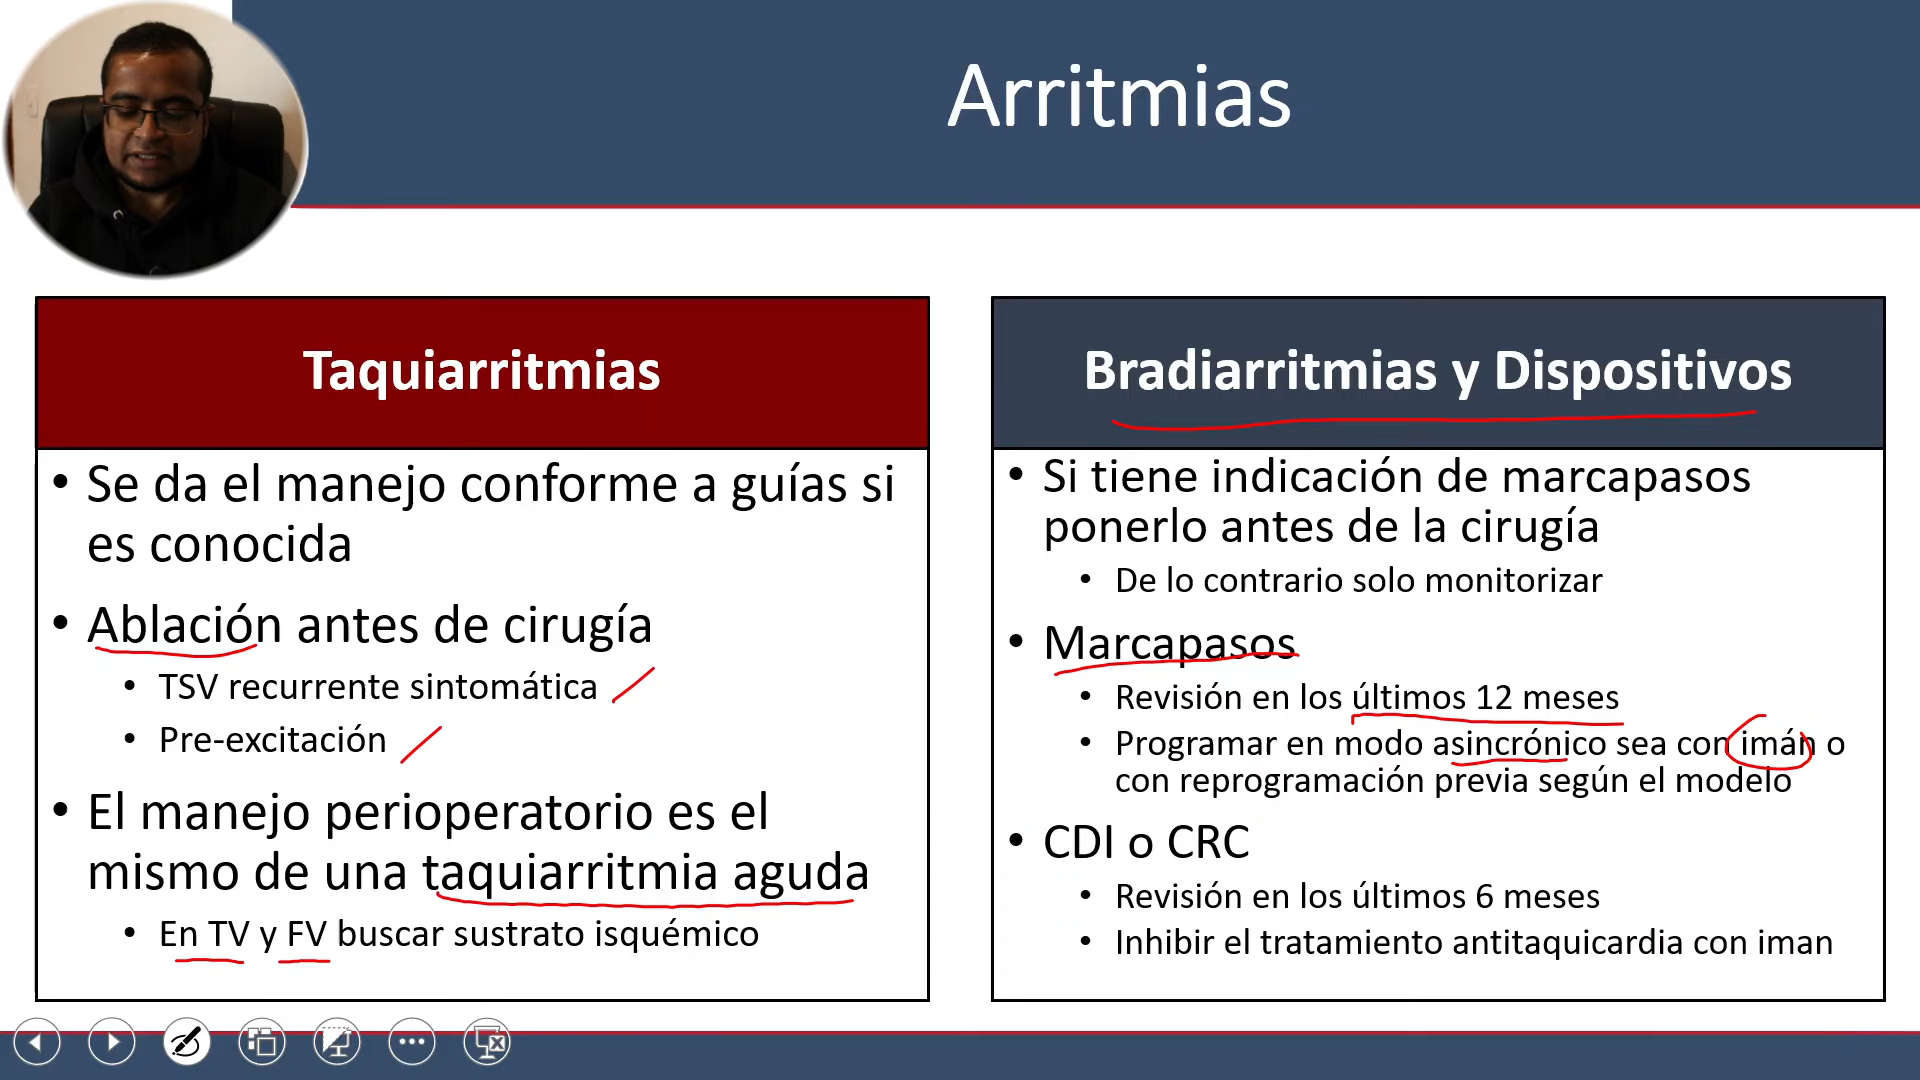 Arritmias
Taquiarritmias
• Se da el manejo conforme a guías si
es conocida
• Ablación antes de cirugía
• TSV recurrente sintomática
• Pre-excitación
• El manejo perioperatorio es el
mismo de una taquiarritmia aguda
• En TV y FV buscar sustrato isquémico
Bradiarritmias y Dispositivos
• Si tiene indicación de marcapasos
ponerlo antes de la cirugía
• De lo contrario solo monitorizar
• Marcapasos
• Revisión en los últimos 12 meses
• Programar en modo asincrónico sea con imán o
con reprogramación previa según el modelo
• CDI o CRC
• Revisión en los últimos 6 meses
• Inhibir el tratamiento antitaquicardia con iman